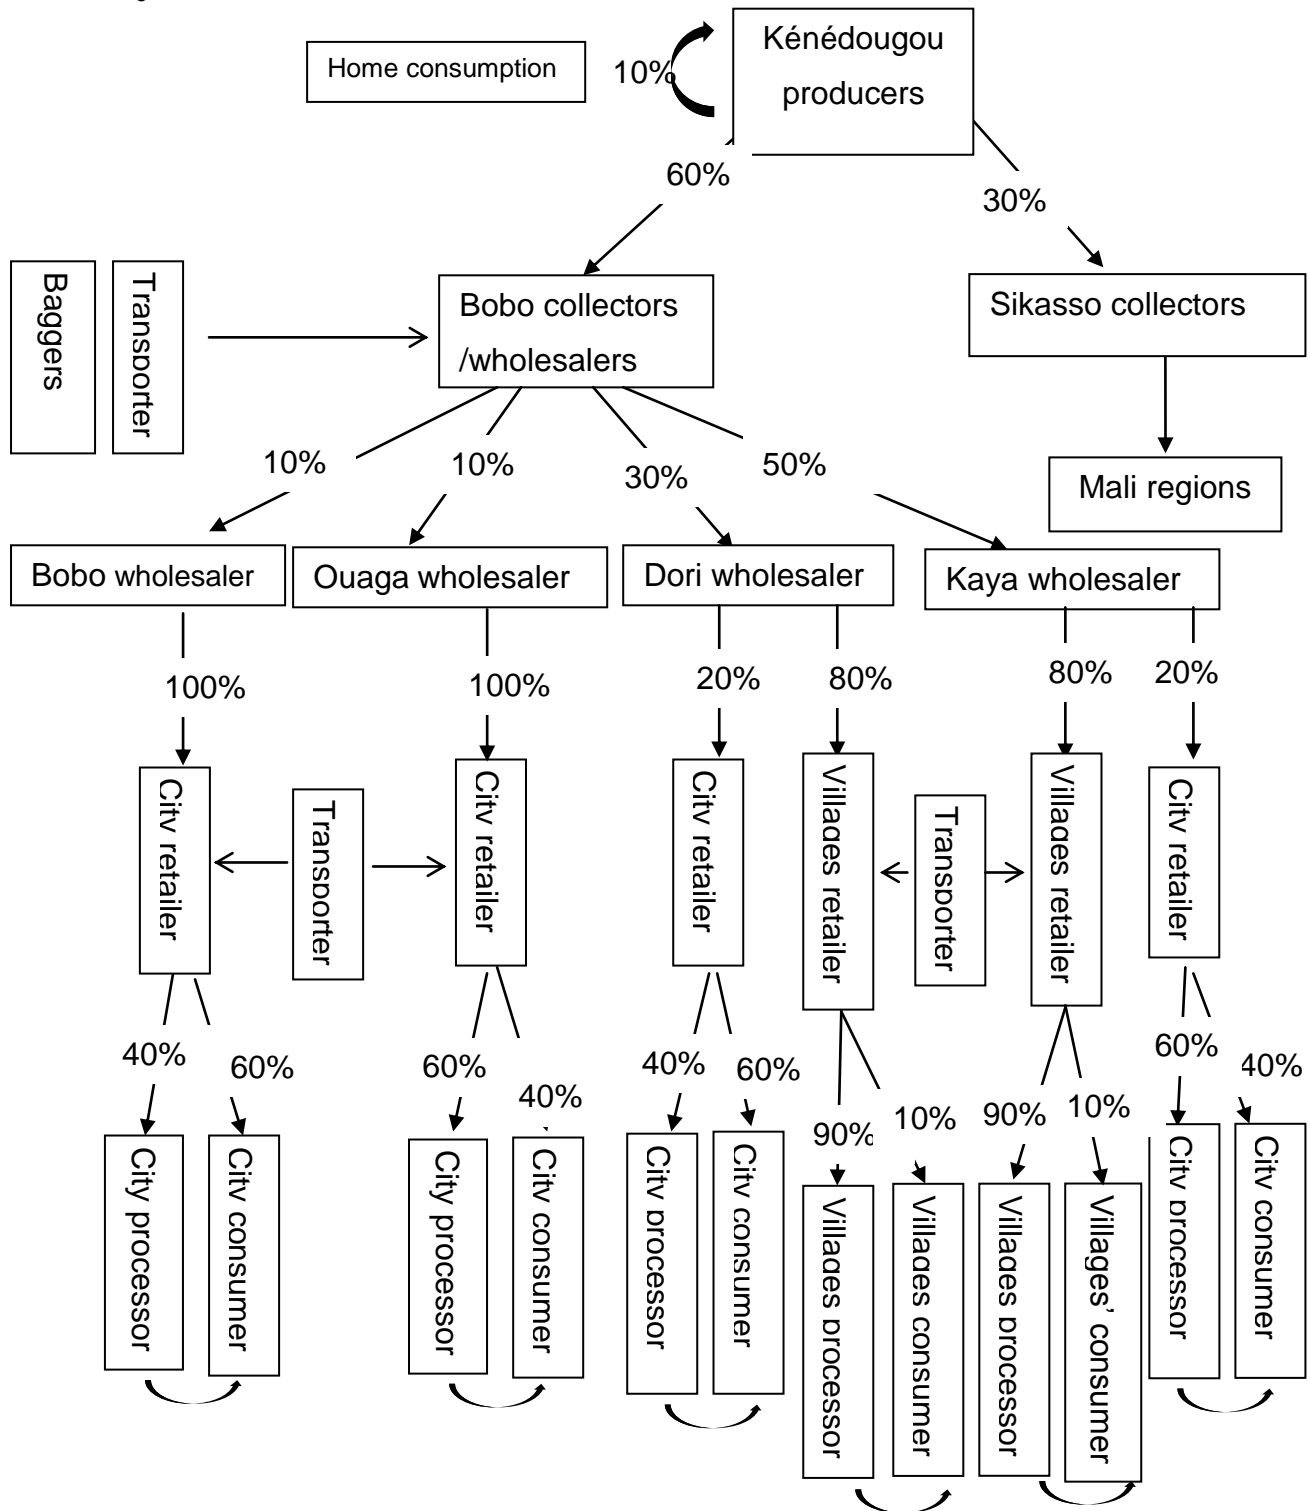 Kénédougou
producers
Home consumption
10%
60%
30%
Baggers
Transporter
Bobo collectors
/wholesalers
Sikasso collectors
10%
10%
30%
50%
Mali regions
Bobo wholesaler
Ouaga wholesaler
Dori wholesaler
Kaya wholesaler
100%
100%
20%
80%
80%
20%
City retailer
Transporter
City retailer
City retailer
Villages retailer
Transporter
Villages retailer
City retailer
40%
60%
60%
40%
40%
60%
90%
10%
90%
10%
60%
40%
City processor
City consumer
City processor
City consumer
City processor
City consumer
Villages processor
Villages consumer
Villages processor
Villages' consumer
City processor
City consumer